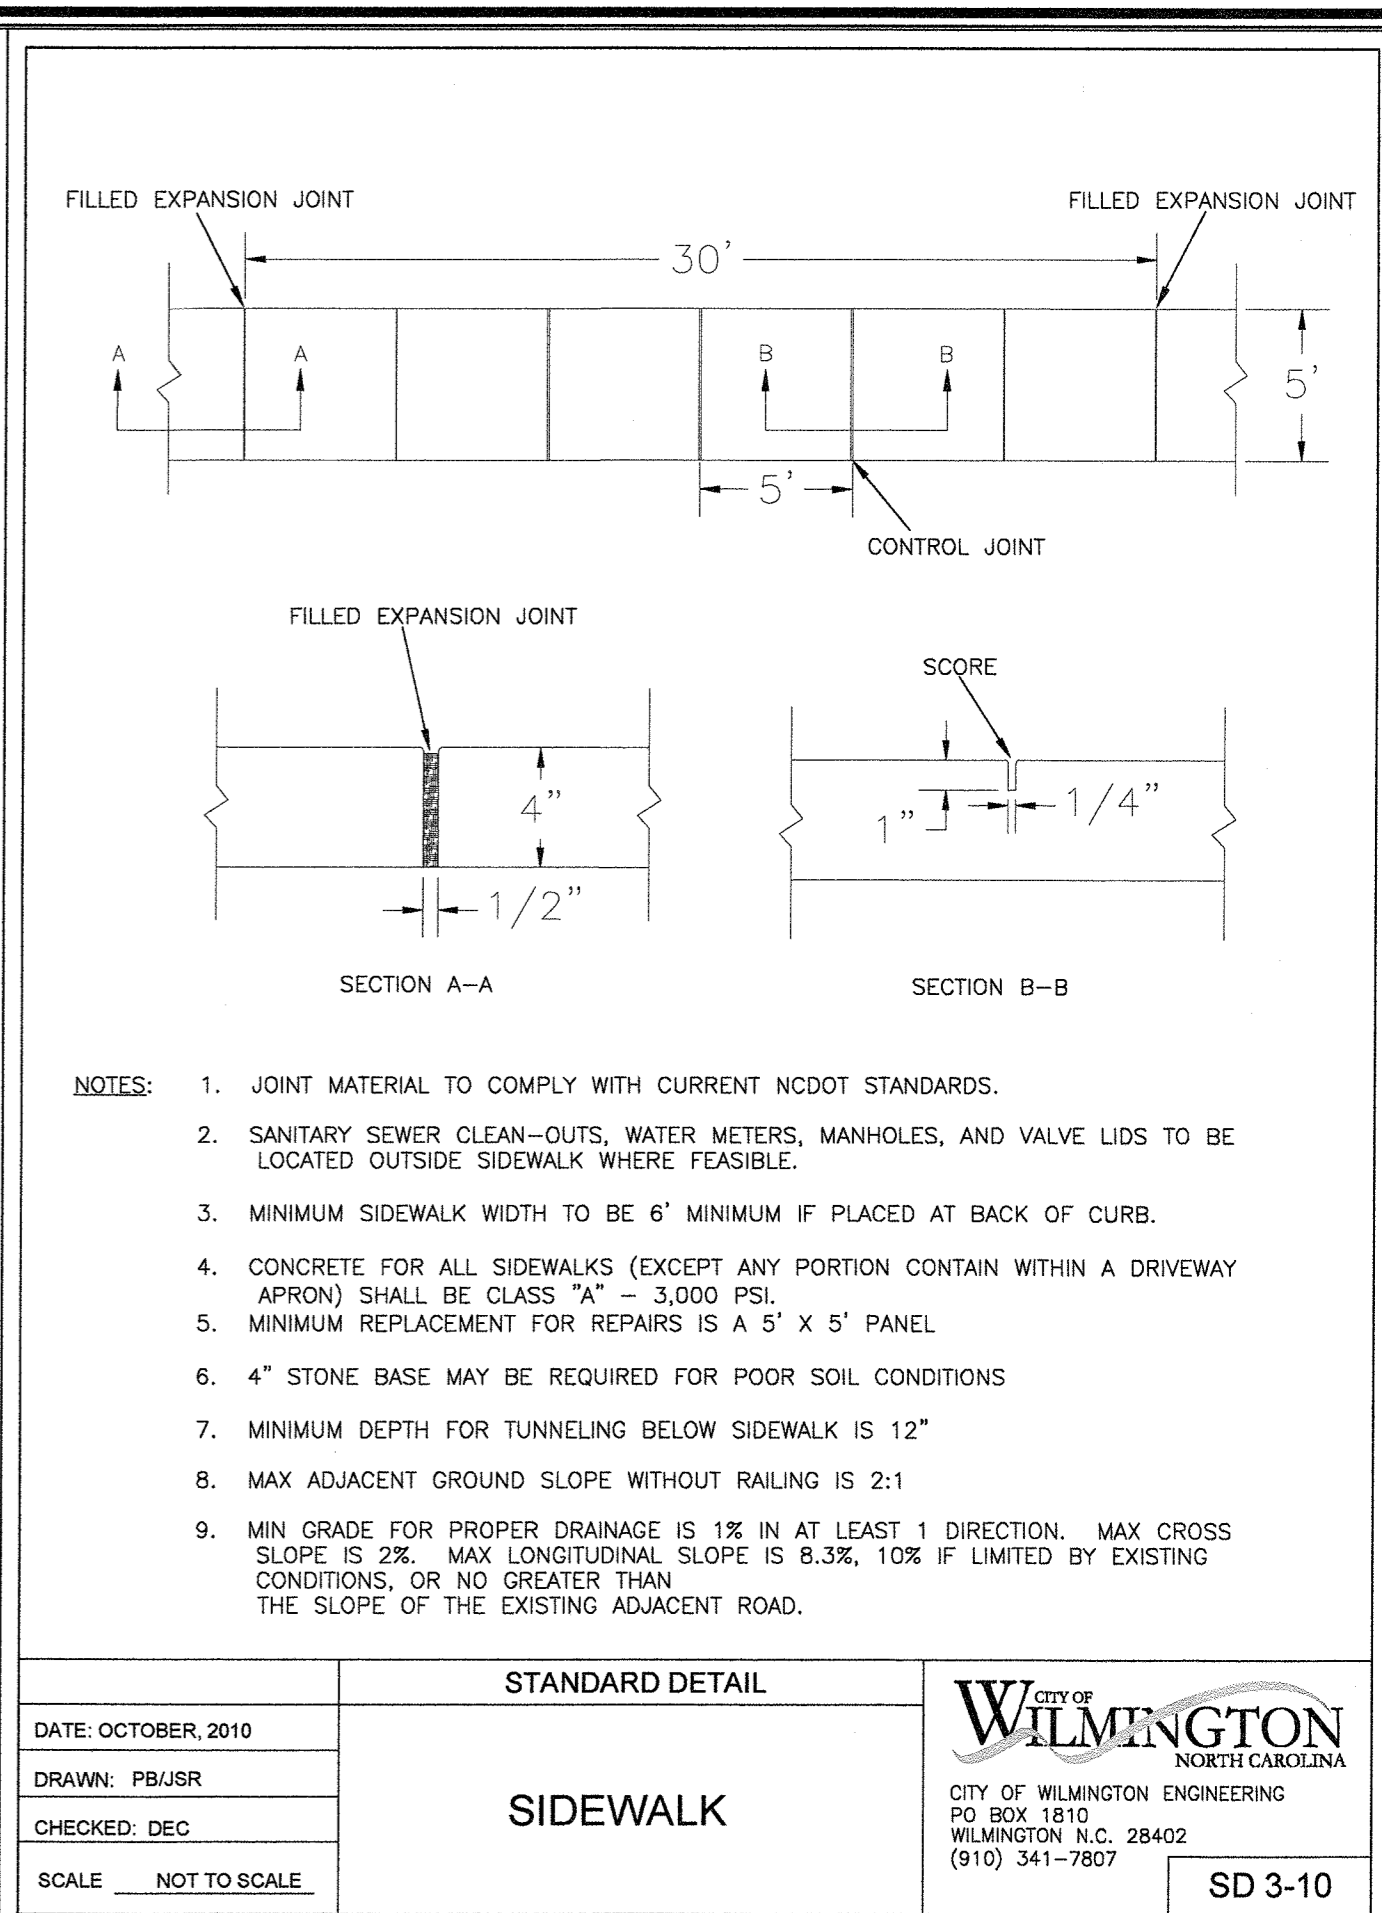 FILLED EXPANSION JOINT
FILLED EXPANSION JOINT
30'
A
A
B
B
5'
5'
CONTROL JOINT
FILLED EXPANSION JOINT
SCORE
4"
1"
1/4"
1/2"
SECTION A-A
SECTION B-B
NOTES: 1. JOINT MATERIAL TO COMPLY WITH CURRENT NCDOT STANDARDS.
2. SANITARY SEWER CLEAN-OUTS, WATER METERS, MANHOLES, AND VALVE LIDS TO BE
LOCATED OUTSIDE SIDEWALK WHERE FEASIBLE.
3. MINIMUM SIDEWALK WIDTH TO BE 6' MINIMUM IF PLACED AT BACK OF CURB.
4. CONCRETE FOR ALL SIDEWALKS (EXCEPT ANY PORTION CONTAIN WITHIN A DRIVEWAY
APRON) SHALL BE CLASS "A" - 3,000 PSI.
5. MINIMUM REPLACEMENT FOR REPAIRS IS A 5' X 5' PANEL
6. 4" STONE BASE MAY BE REQUIRED FOR POOR SOIL CONDITIONS
7. MINIMUM DEPTH FOR TUNNELING BELOW SIDEWALK IS 12"
8. MAX ADJACENT GROUND SLOPE WITHOUT RAILING IS 2:1
9. MIN GRADE FOR PROPER DRAINAGE IS 1% IN AT LEAST 1 DIRECTION. MAX CROSS
SLOPE IS 2%. MAX LONGITUDINAL SLOPE IS 8.3%, 10% IF LIMITED BY EXISTING
CONDITIONS, OR NO GREATER THAN
THE SLOPE OF THE EXISTING ADJACENT ROAD.
STANDARD DETAIL
DATE: OCTOBER, 2010
DRAWN: PB/JSR
CHECKED: DEC
SCALE NOT TO SCALE
SIDEWALK
CITY OF
WILMINGTON
NORTH CAROLINA
CITY OF WILMINGTON ENGINEERING
PO BOX 1810
WILMINGTON N.C. 28402
(910) 341-7807
SD 3-10